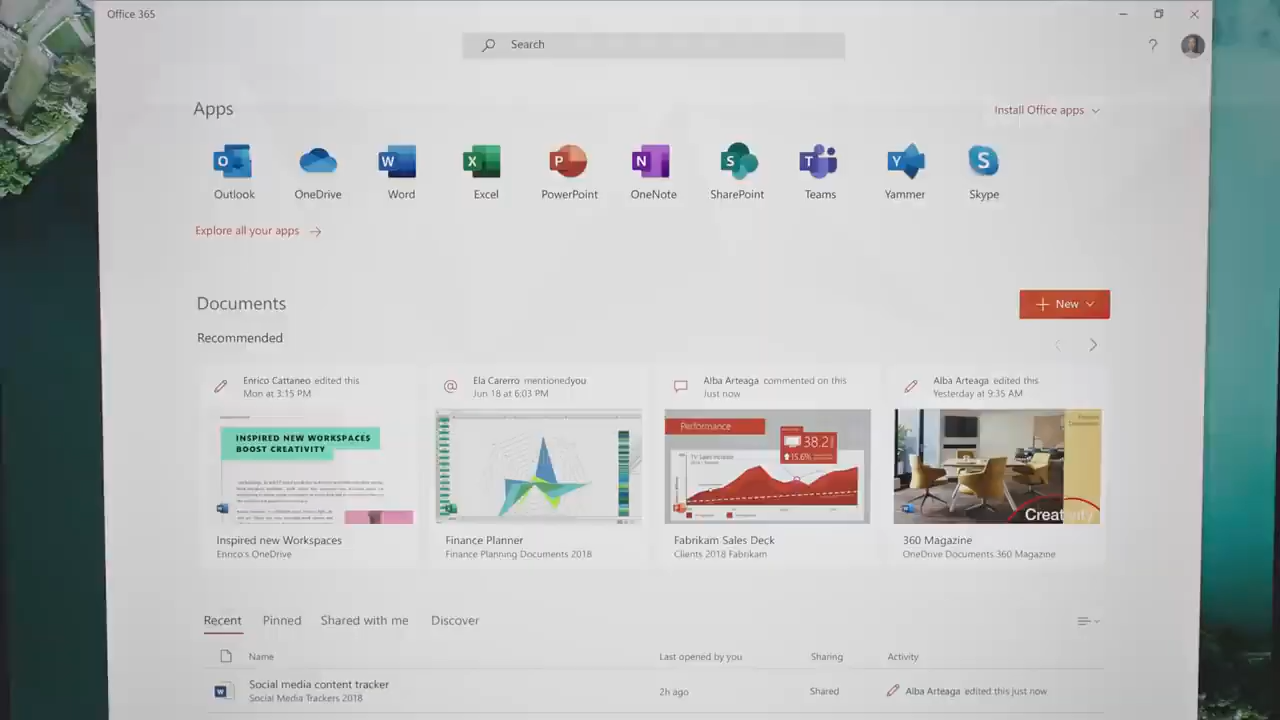 Office 365
Search
?
Apps
Install Office apps
O
W
X
P
N
S
T
Y
S
Outlook
OneDrive
Word
Excel
PowerPoint
OneNote
SharePoint
Teams
Yammer
Skype
Explore all your apps
Documents
New
Recommended
Enrico Cattaneo edited this
Mon at 3:15 PM
Ela Carerro mentionedyou
Jun 18 at 6:03 PM
Alba Arteaga commented on this
Just now
Alba Arteaga edited this
Yesterday at 9:35 AM
INSPIRED NEW WORKSPACES
BOOST CREATIVITY
Performance
38.2
15.6%
TV Sales Increase
Creativity
Inspired new Workspaces
Enrico's OneDrive
Finance Planner
Finance Planning Documents 2018
Fabrikam Sales Deck
Clients 2018 Fabrikam
360 Magazine
OneDrive Documents 360 Magazine
Recent
Pinned
Shared with me
Discover
Name
Last opened by you
Sharing
Activity
Social media content tracker
Social Media Trackers 2018
2h ago
Shared
Alba Arteaga edited this just now